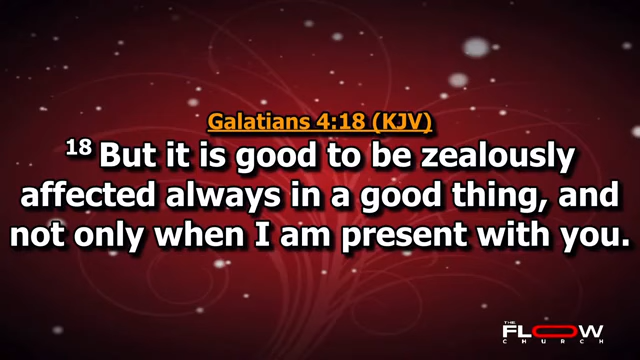 Galatians 4:18 (KJV)
18 But it is good to be zealously
affected always in a good thing, and
not only when I am present with you.
THE
FLOW
CHURCH